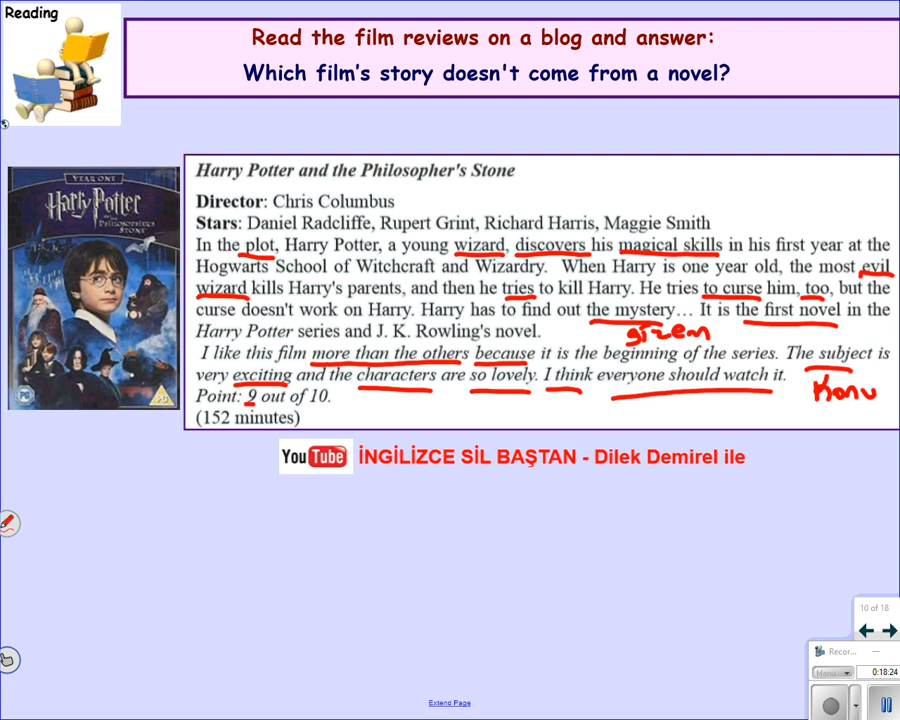 Reading
Read the film reviews on a blog and answer:
Which film's story doesn't come from a novel?
YEAR ONE
Harry Potter
AND THE
PHILOSOPHER'S
STONE
PG
PG
Harry Potter and the Philosopher's Stone
Director: Chris Columbus
Stars: Daniel Radcliffe, Rupert Grint, Richard Harris, Maggie Smith
In the plot, Harry Potter, a young wizard, discovers his magical skills in his first year at the
Hogwarts School of Witchcraft and Wizardry. When Harry is one year old, the most evil
wizard kills Harry's parents, and then he tries to kill Harry. He tries to curse him, too, but the
curse doesn't work on Harry. Harry has to find out the mystery... It is the first novel in the
Harry Potter series and J. K. Rowling's novel.
gizem
I like this film more than the others because it is the beginning of the series. The subject is
very exciting and the characters are so lovely. I think everyone should watch it.
Konu
Point: 9 out of 10.
(152 minutes)
YouTube İNGİLİZCE SİL BAŞTAN - Dilek Demirel ile
10 of 18
Recor...
Menu
0:18:24
Extend Page